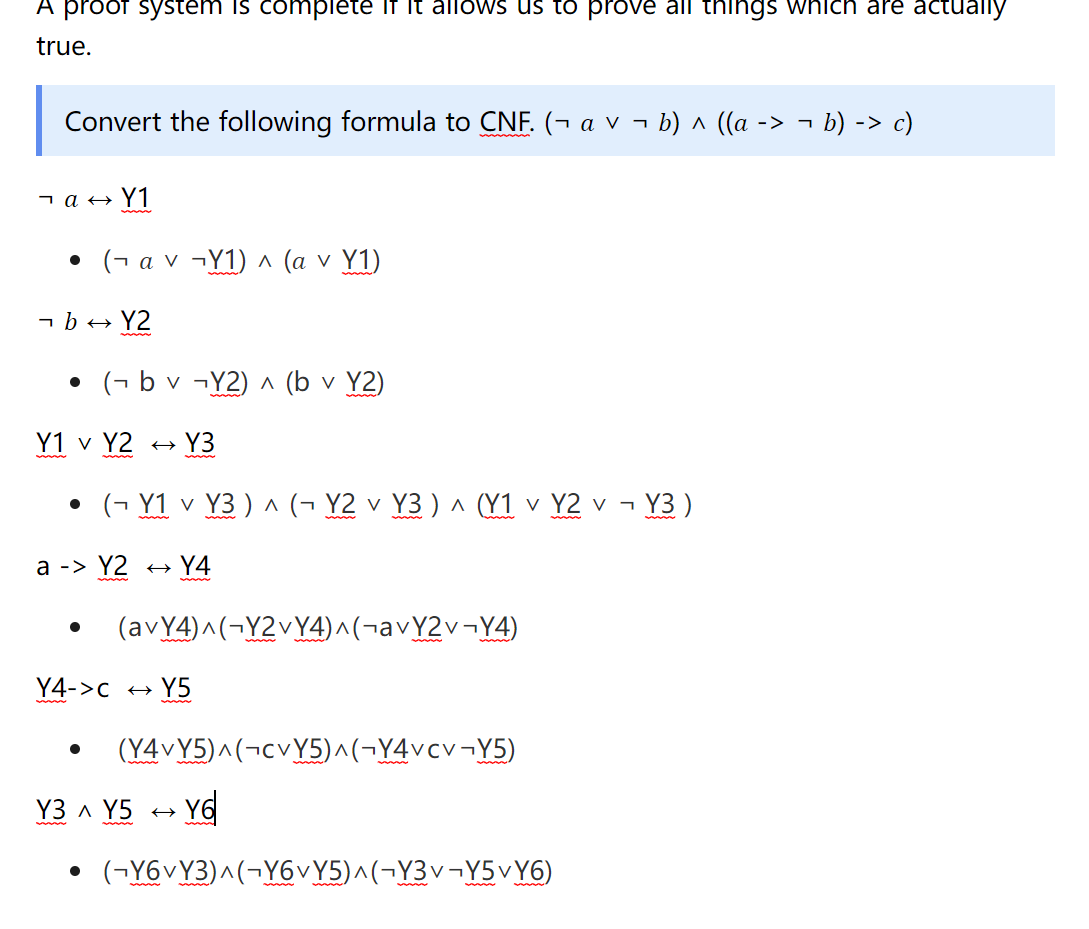 A proof system is complete if it allows us to prove all things which are actually
true.
Convert the following formula to CNF. (¬ a ∨ ¬ b) ∧ ((a -> ¬ b) -> c)
¬ a ↔ Y1
• (¬ a ∨ ¬Y1) ∧ (a ∨ Y1)
¬ b ↔ Y2
• (¬ b ∨ ¬Y2) ∧ (b ∨ Y2)
Y1 ∨ Y2 ↔ Y3
• (¬ Y1 ∨ Y3 ) ∧ (¬ Y2 ∨ Y3 ) ∧ (Y1 ∨ Y2 ∨ ¬ Y3 )
a -> Y2 ↔ Y4
• (a∨Y4)∧(¬Y2∨Y4)∧(¬a∨Y2∨¬Y4)
Y4->c ↔ Y5
• (Y4∨Y5)∧(¬c∨Y5)∧(¬Y4∨c∨¬Y5)
Y3 ∧ Y5 ↔ Y6
• (¬Y6∨Y3)∧(¬Y6∨Y5)∧(¬Y3∨¬Y5∨Y6)